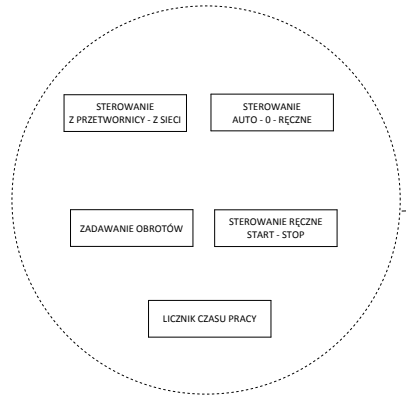 STEROWANIE
Z PRZETWORNICY - Z SIECI
STEROWANIE
AUTO - 0 - RĘCZNE
ZADAWANIE OBROTÓW
STEROWANIE RĘCZNE
START - STOP
LICZNIK CZASU PRACY